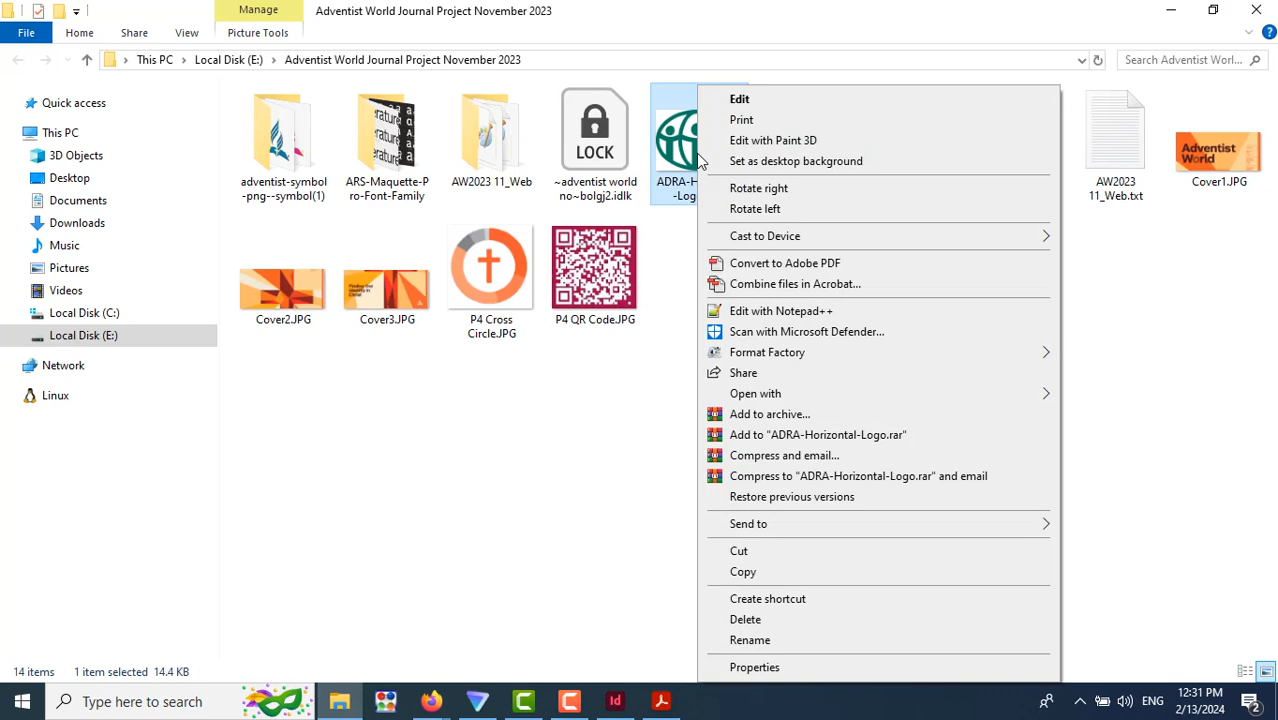 Manage
Adventist World Journal Project November 2023
File
Home
Share
View
Picture Tools
This PC
Local Disk (E:)
Adventist World Journal Project November 2023
Search Adventist Worl...
Quick access
This PC
3D Objects
Desktop
Documents
Downloads
Music
Pictures
Videos
Local Disk (C:)
Local Disk (E:)
Network
Linux
adventist-symbol
-png--symbol(1)
ARS-Maquette-P
ro-Font-Family
AW2023 11_Web
LOCK
~adventist world
no~bolgj2.idlk
ADRA-H
-Log
AW2023
11_Web.txt
Adventist
World
Cover1.JPG
Cover2.JPG
Finding Our
Identity in
Christ
Cover3.JPG
P4 Cross
Circle.JPG
P4 QR Code.JPG
Edit
Print
Edit with Paint 3D
Set as desktop background
Rotate right
Rotate left
Cast to Device
Convert to Adobe PDF
Combine files in Acrobat...
Edit with Notepad++
Scan with Microsoft Defender...
Format Factory
Share
Open with
Add to archive...
Add to "ADRA-Horizontal-Logo.rar"
Compress and email...
Compress to "ADRA-Horizontal-Logo.rar" and email
Restore previous versions
Send to
Cut
Copy
Create shortcut
Delete
Rename
Properties
14 items
1 item selected 14.4 KB
Type here to search
Id
ENG
12:31 PM
2/13/2024
2